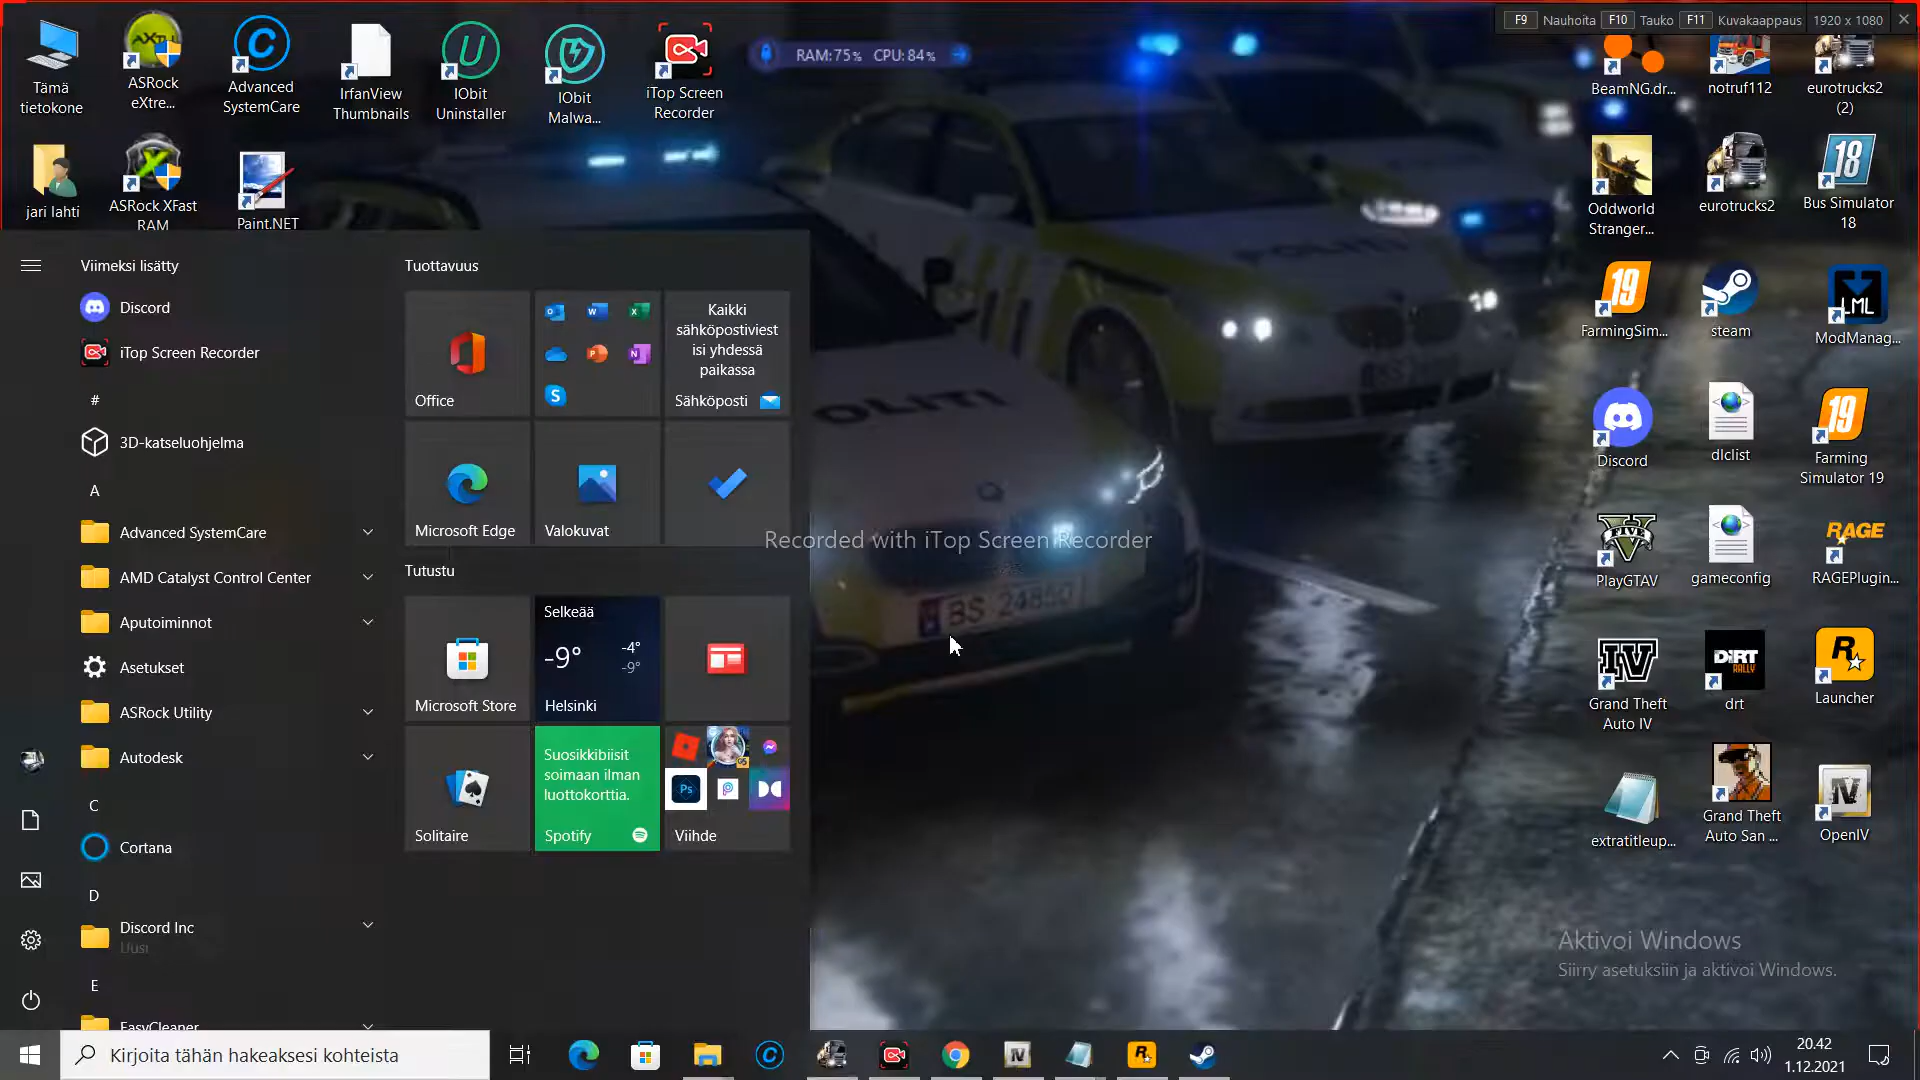 F9 Nauhoita F10 Tauko F11 Kuvakaappaus 1920 x 1080
RAM:75% CPU:84%
Tämä
tietokone
ASRock
eXtre...
Advanced
SystemCare
IrfanView
Thumbnails
IObit
Uninstaller
IObit
Malwa...
iTop Screen
Recorder
BeamNG.dr...
notruf112
eurotrucks2
(2)
jari lahti
ASRock XFast
RAM
Paint.NET
Oddworld
Stranger...
eurotrucks2
Bus Simulator
18
FarmingSim...
steam
ModManag...
Discord
dlclist
Farming
Simulator 19
PlayGTAV
gameconfig
RAGEPlugin...
Grand Theft
Auto IV
drt
Launcher
extratitleup...
Grand Theft
Auto San ...
OpenIV
Viimeksi lisätty
Discord
iTop Screen Recorder
#
3D-katseluohjelma
A
Advanced SystemCare
AMD Catalyst Control Center
Aputoiminnot
Asetukset
ASRock Utility
Autodesk
C
Cortana
D
Discord Inc
Uusi
E
EasyCleaner
Tuottavuus
Office
Kaikki
sähköpostiviest
isi yhdessä
paikassa
Sähköposti
Microsoft Edge
Valokuvat
Tutustu
Microsoft Store
Selkeää
-9° -4°
-9°
Helsinki
Solitaire
Suosikkibiisit
soimaan ilman
luottokorttia.
Spotify
Viihde
POLITI
OLITI
BS 24850
Recorded with iTop Screen Recorder
Aktivoi Windows
Siirry asetuksiin ja aktivoi Windows.
Kirjoita tähän hakeaksesi kohteista
20.42
1.12.2021